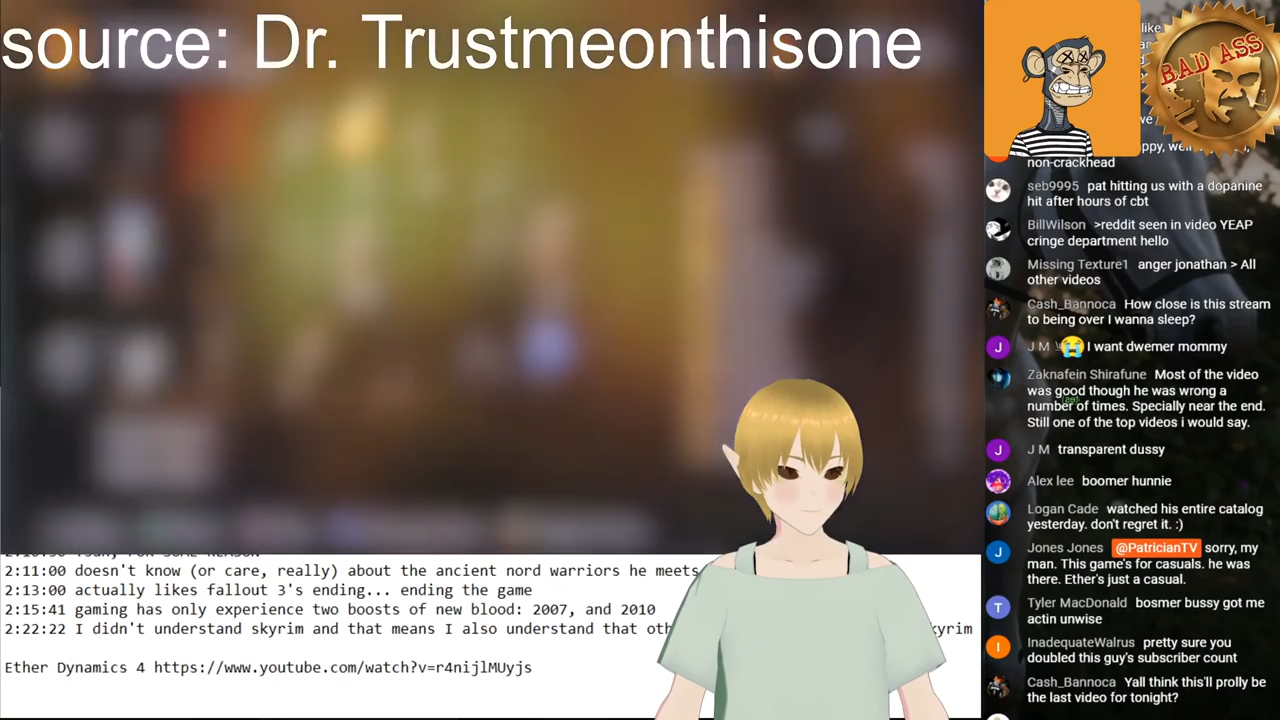 source: Dr. Trustmeonthisone
2:11:00 doesn't know (or care, really) about the ancient nord warriors he meets
2:13:00 actually likes fallout 3's ending... ending the game
2:15:41 gaming has only experience two boosts of new blood: 2007, and 2010
2:22:22 I didn't understand skyrim and that means I also understand that oth
kyrim
Ether Dynamics 4 https://www.youtube.com/watch?v=r4nijlMUyjs
like
BAD ASS
non-crackhead
seb9995 pat hitting us with a dopanine
hit after hours of cbt
BillWilson >reddit seen in video YEAP
cringe department hello
Missing Texture1 anger jonathan > All
other videos
Cash_Bannoca How close is this stream
to being over I wanna sleep?
J M I want dwemer mommy
Zaknafein Shirafune Most of the video
was good though he was wrong a
number of times. Specially near the end.
Still one of the top videos i would say.
J M transparent dussy
Alex lee boomer hunnie
Logan Cade watched his entire catalog
yesterday. don't regret it. :)
Jones Jones @PatricianTV sorry, my
man. This game's for casuals. he was
there. Ether's just a casual.
Tyler MacDonald bosmer bussy got me
actin unwise
InadequateWalrus pretty sure you
doubled this guy's subscriber count
Cash_Bannoca Yall think this'll prolly be
the last video for tonight?